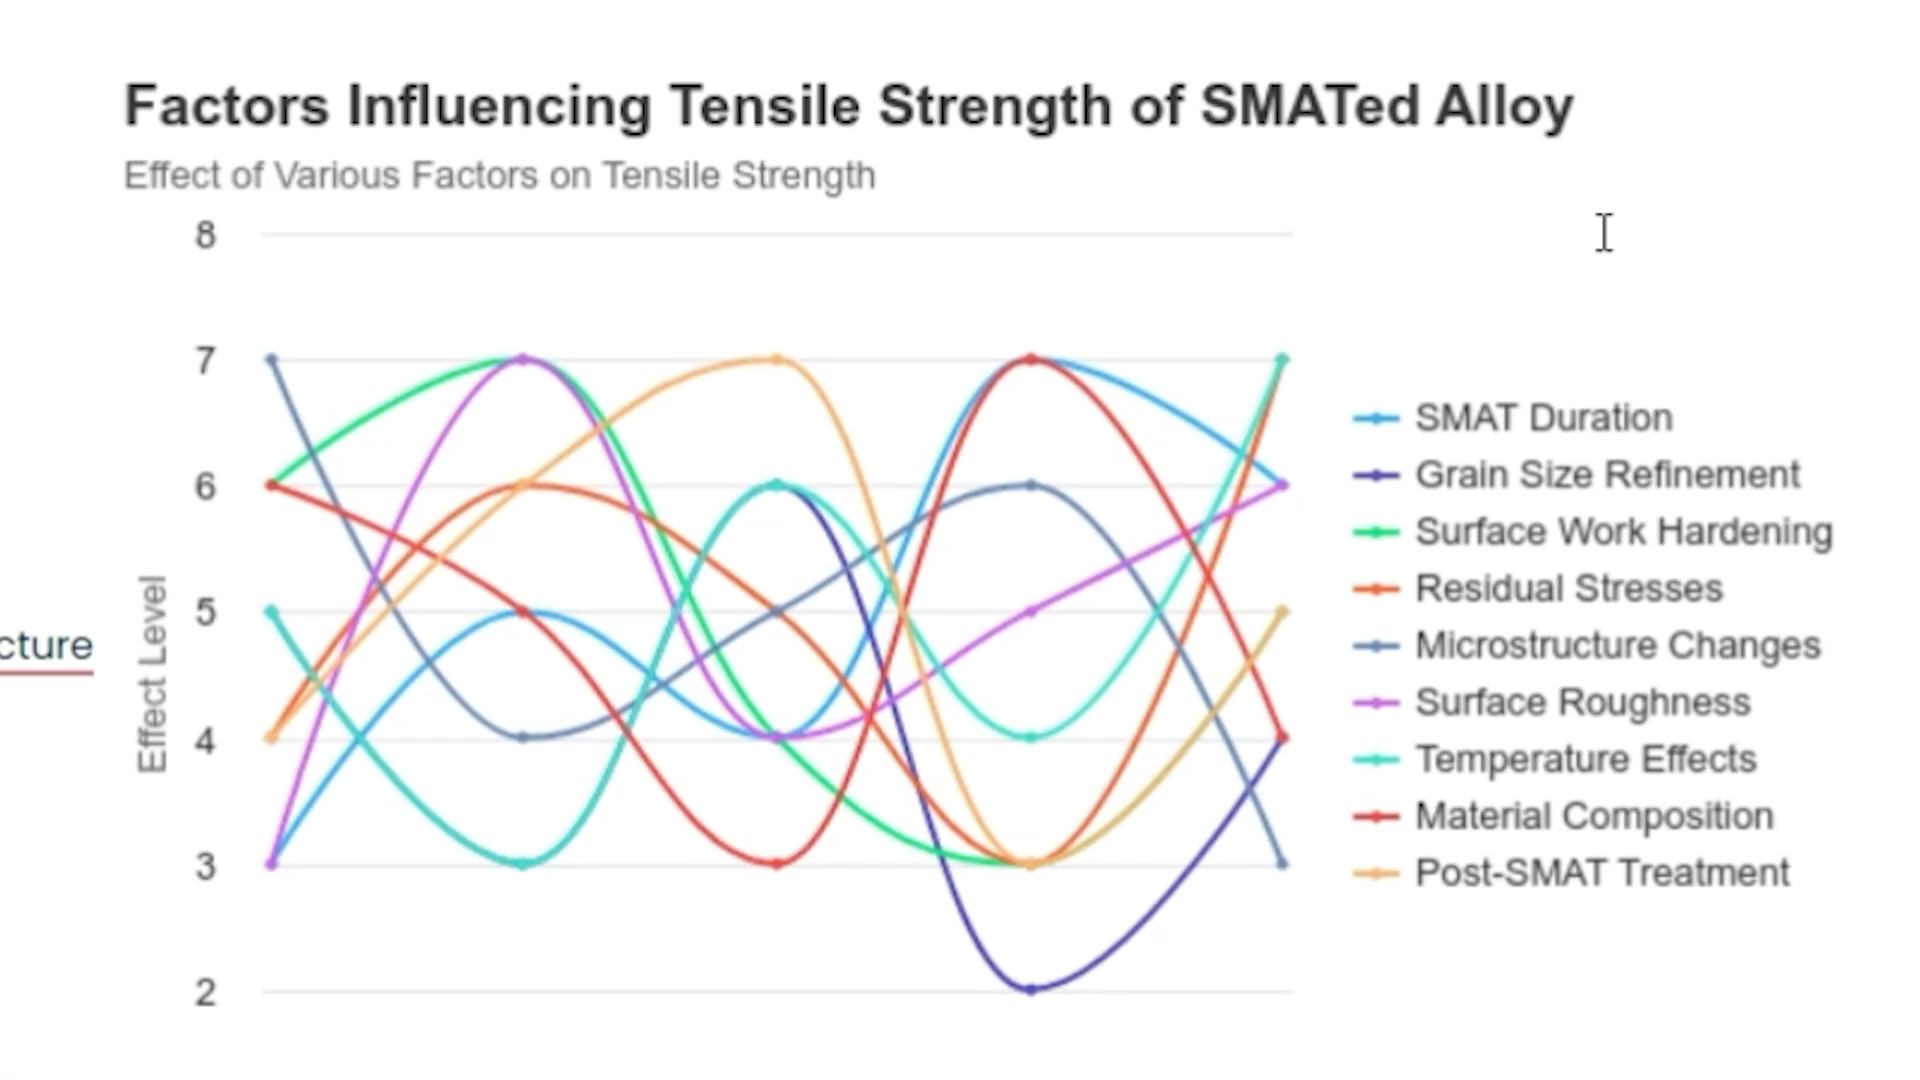 Factors Influencing Tensile Strength of SMATed Alloy
Effect of Various Factors on Tensile Strength
8
7
6
5
4
3
2
Effect Level
cture
SMAT Duration
Grain Size Refinement
Surface Work Hardening
Residual Stresses
Microstructure Changes
Surface Roughness
Temperature Effects
Material Composition
Post-SMAT Treatment